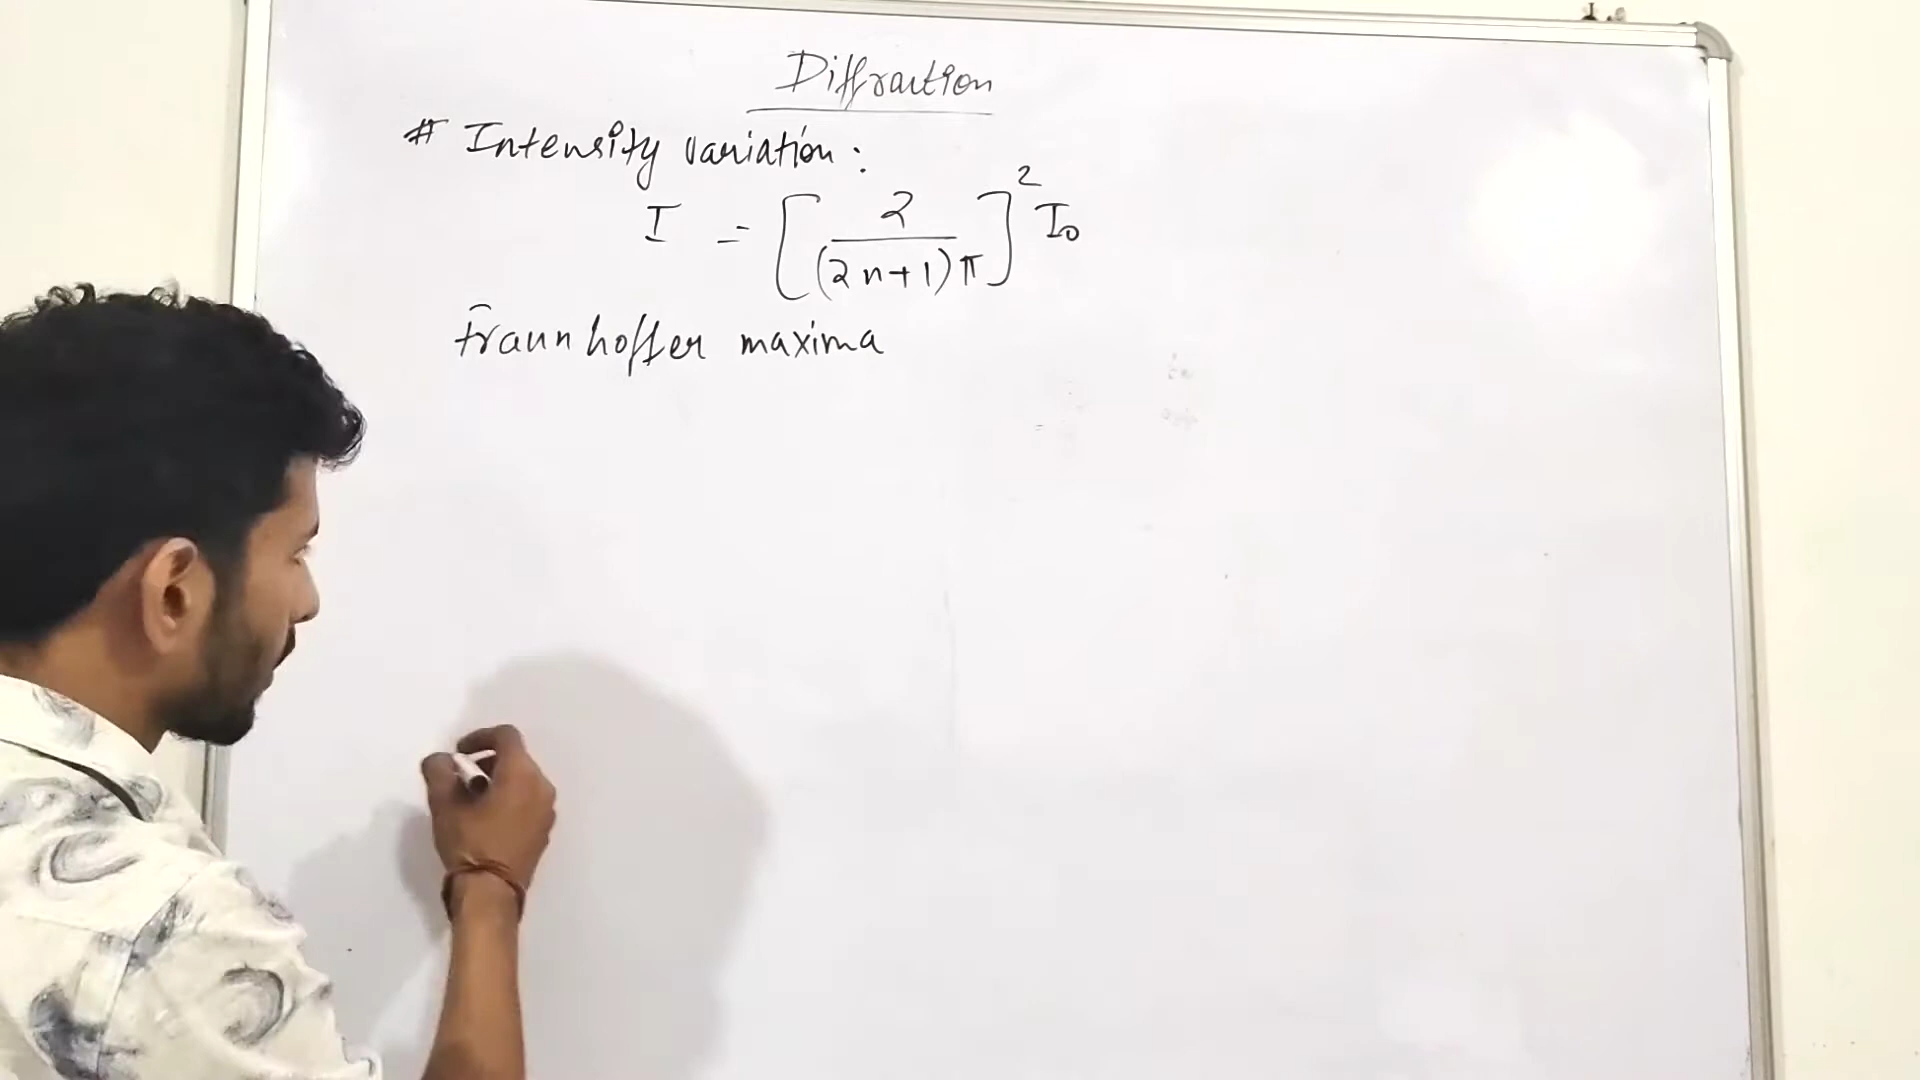 Diffraction
# Intensity variation :
I = [2/(2n+1)π]² I₀
Fraunhoffer maxima